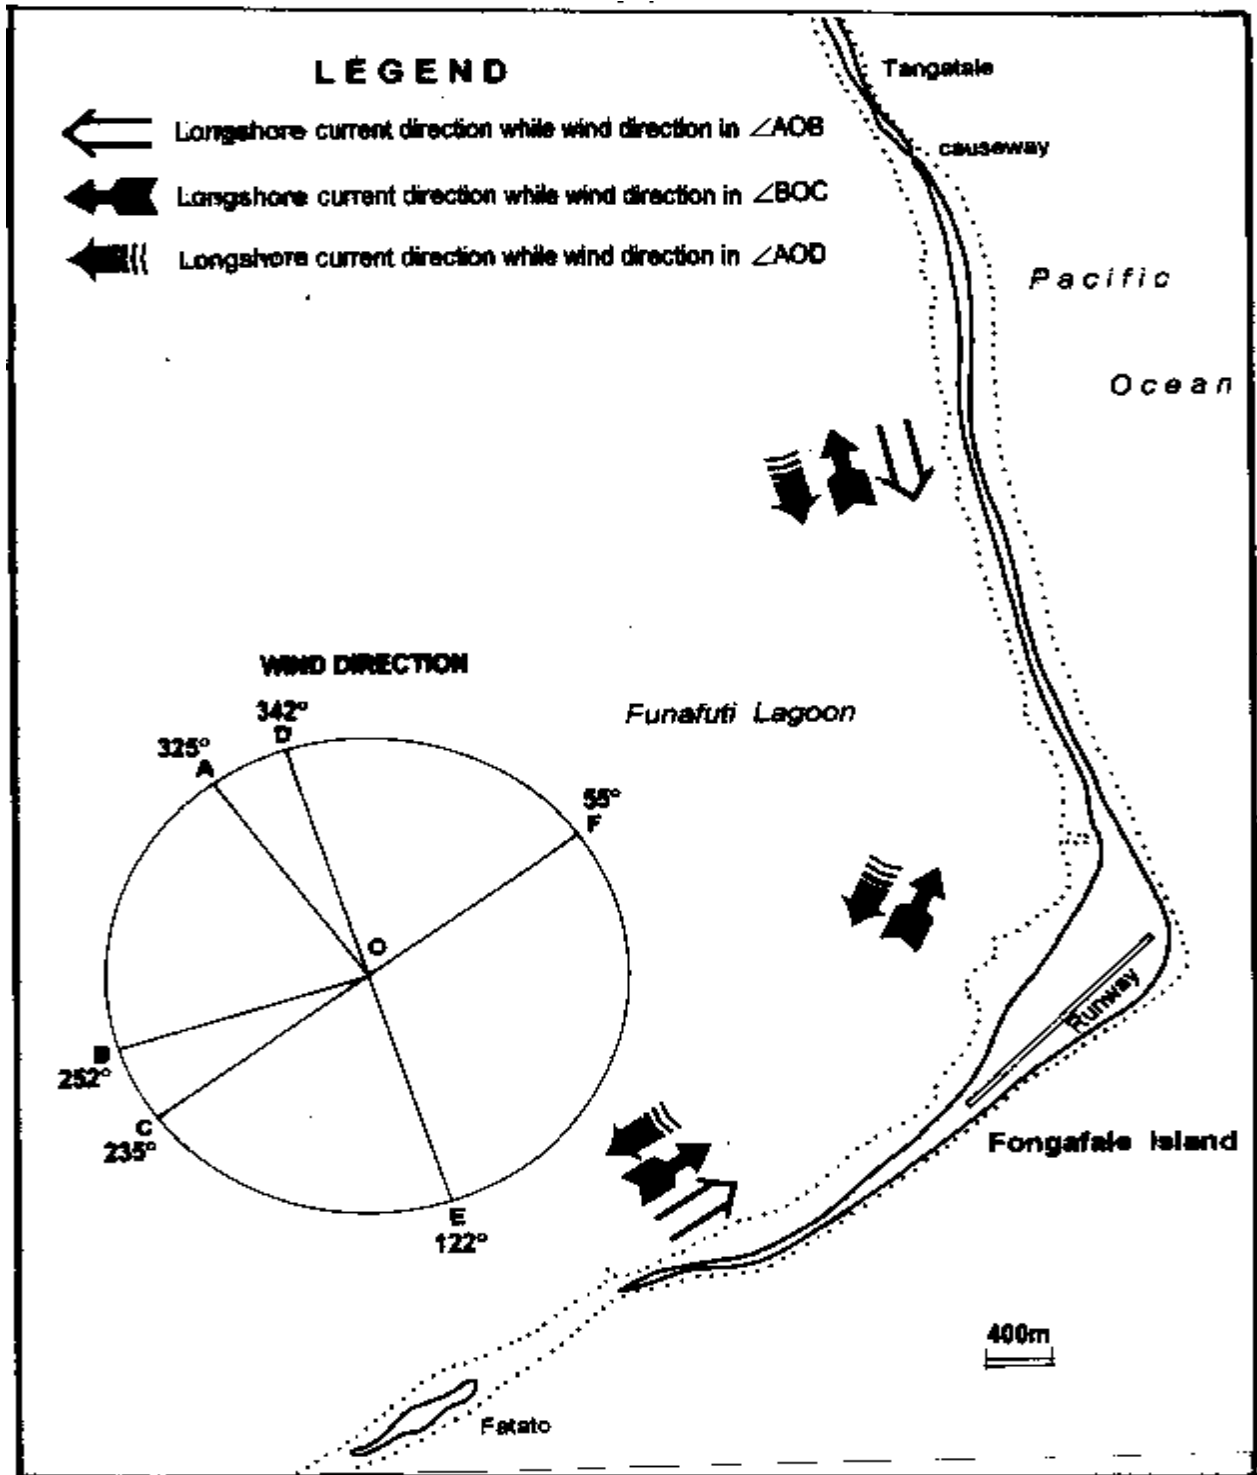 LEGEND
Longshore current direction while wind direction in ∠AOB
Longshore current direction while wind direction in ∠BOC
Longshore current direction while wind direction in ∠AOD
Tangatale
causeway
Pacific
Ocean
WIND DIRECTION
342°
D
325°
A
55°
F
Funafuti Lagoon
O
B
252°
C
235°
E
122°
Runway
Fongafale Island
400m
Fatato